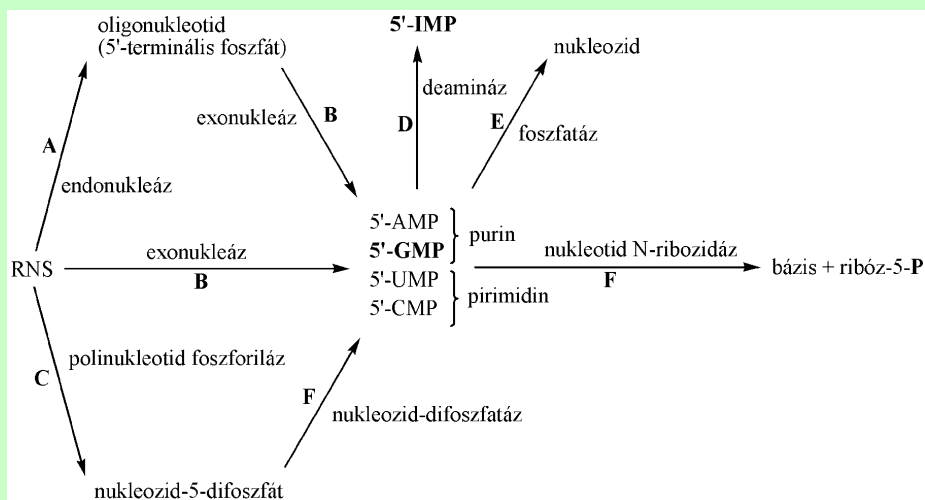 oligonukleotid
(5'-terminális foszfát)
5'-IMP
nukleozid
deamináz
exonukleáz
B
D
E
foszfatáz
A
endonukleáz
5'-AMP
5'-GMP
purin
RNS
exonukleáz
B
nukleotid N-ribozidáz
F
bázis + ribóz-5-P
5'-UMP
5'-CMP
pirimidin
polinukleotid foszforiláz
C
F
nukleozid-difoszfatáz
nukleozid-5-difoszfát